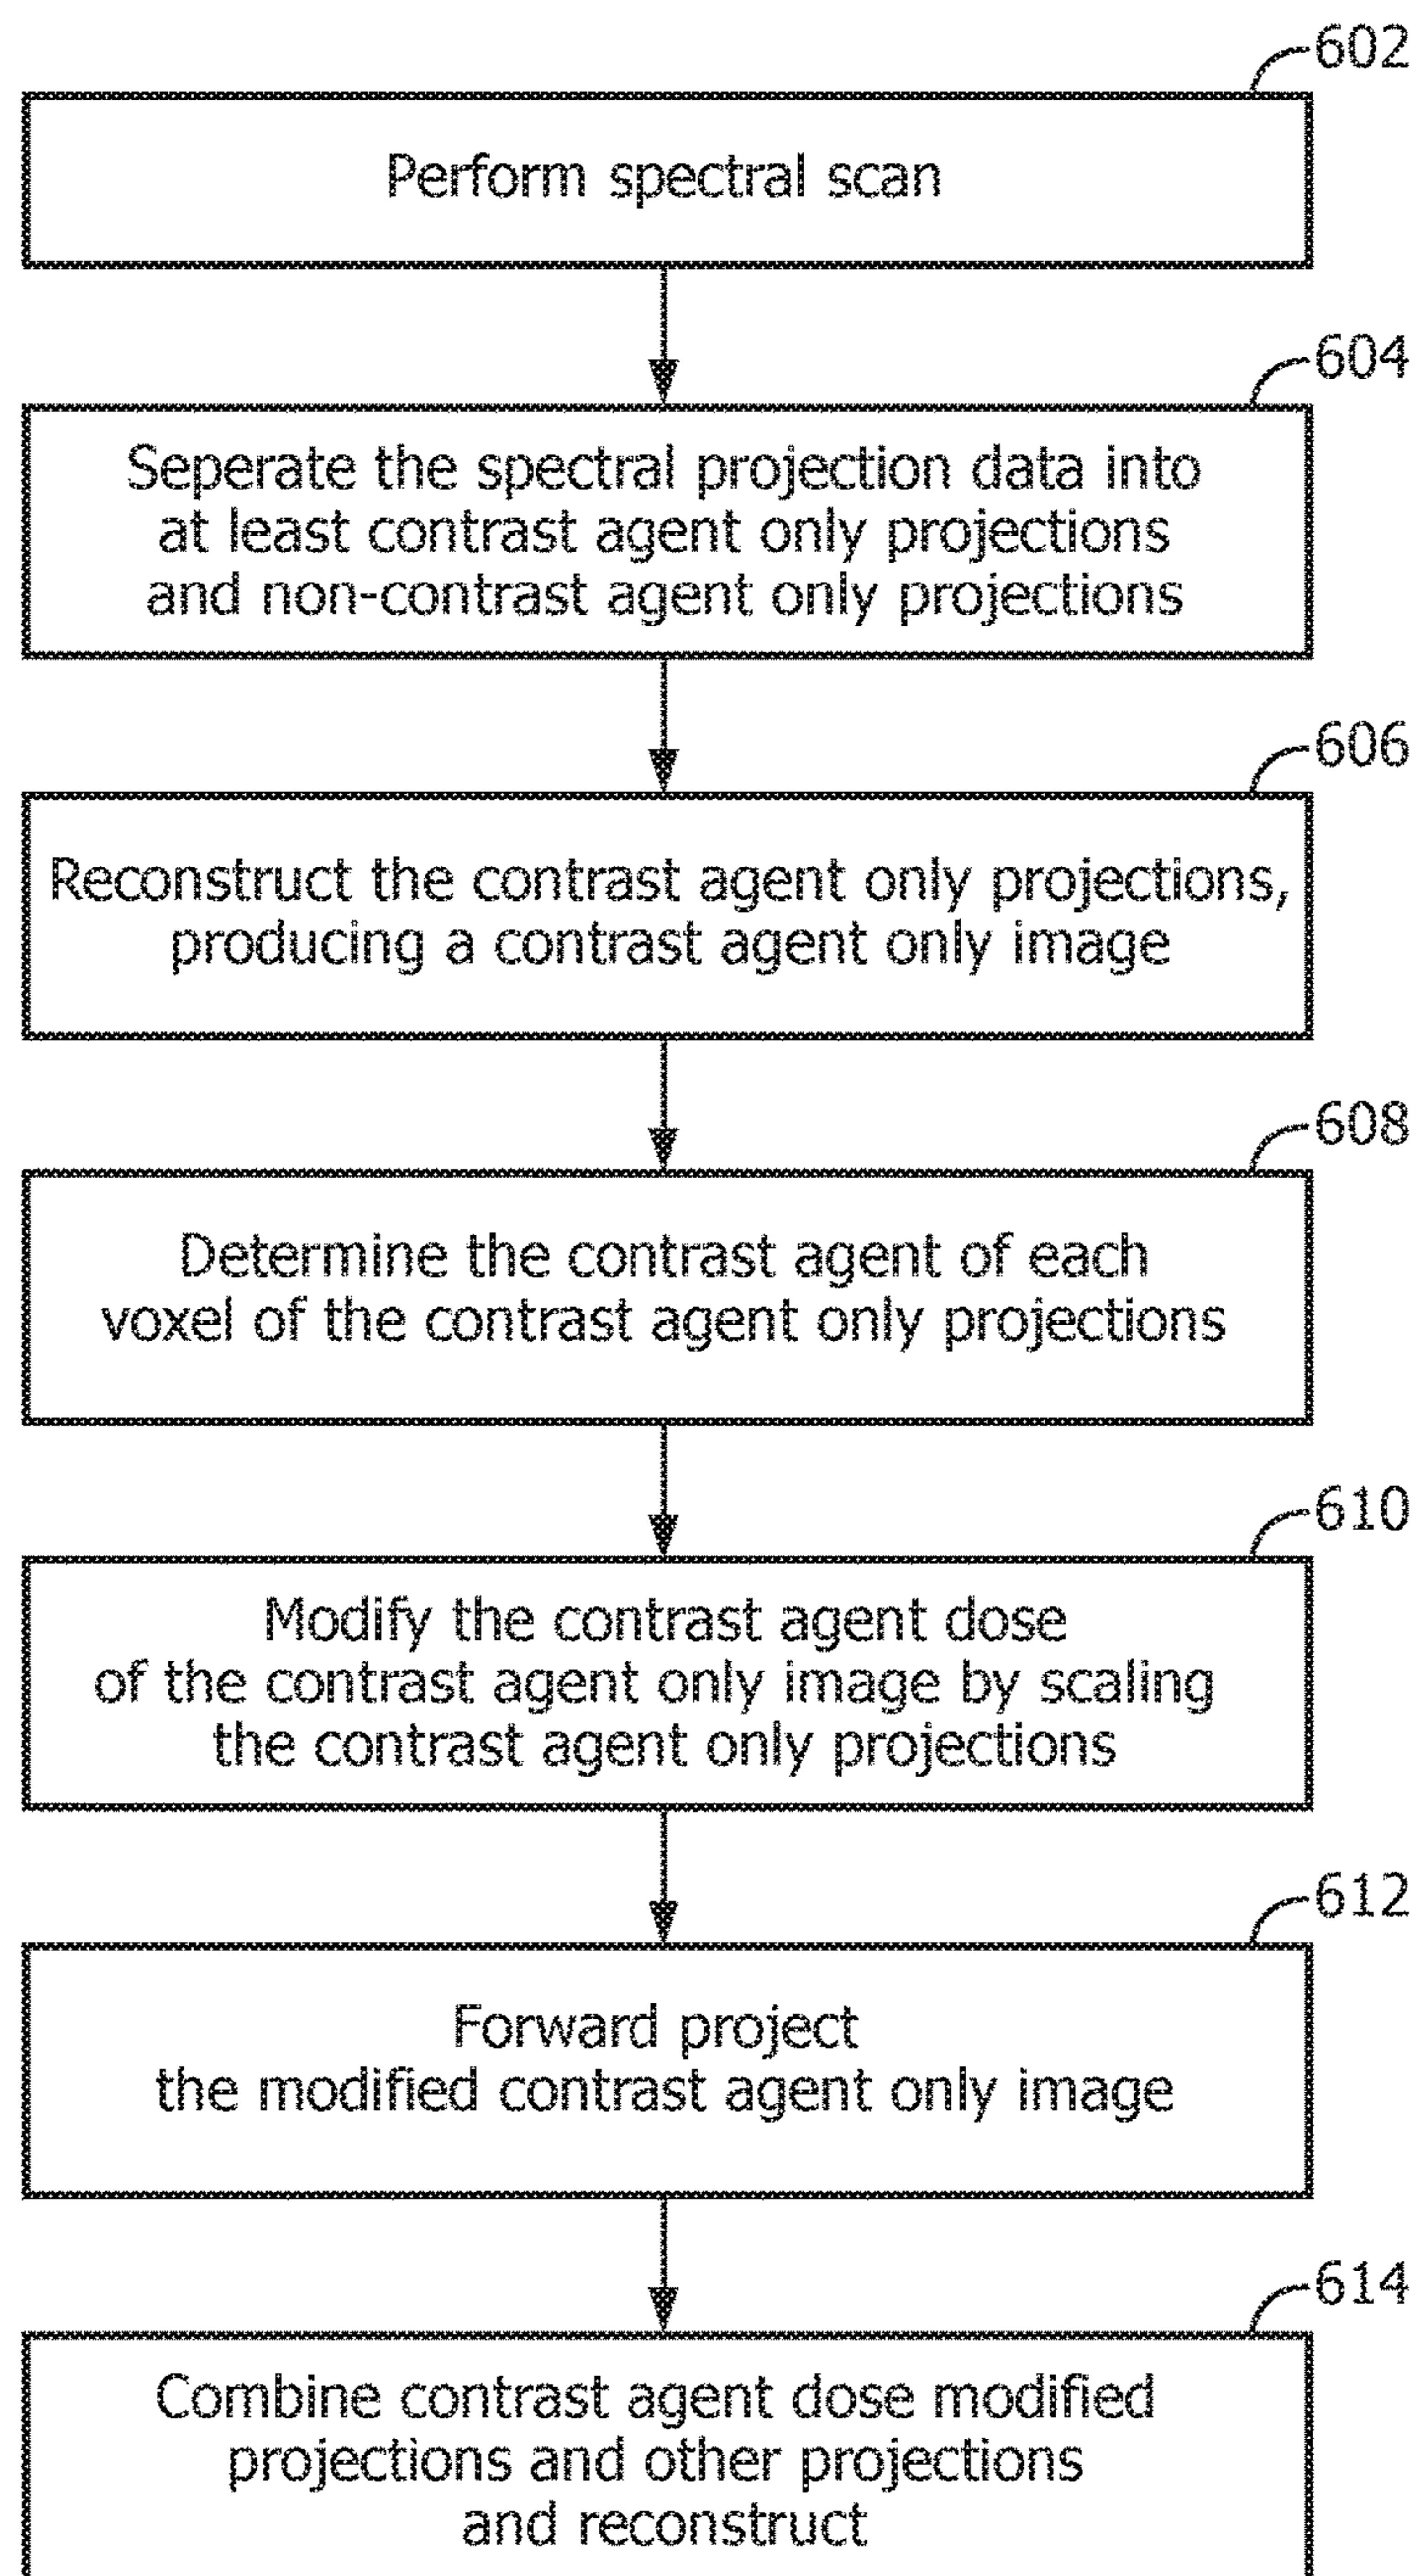 602
Perform spectral scan
604
Seperate the spectral projection data into
at least contrast agent only projections
and non-contrast agent only projections
606
Reconstruct the contrast agent only projections,
producing a contrast agent only image
608
Determine the contrast agent of each
voxel of the contrast agent only projections
610
Modify the contrast agent dose
of the contrast agent only image by scaling
the contrast agent only projections
612
Forward project
the modified contrast agent only image
614
Combine contrast agent dose modified
projections and other projections
and reconstruct